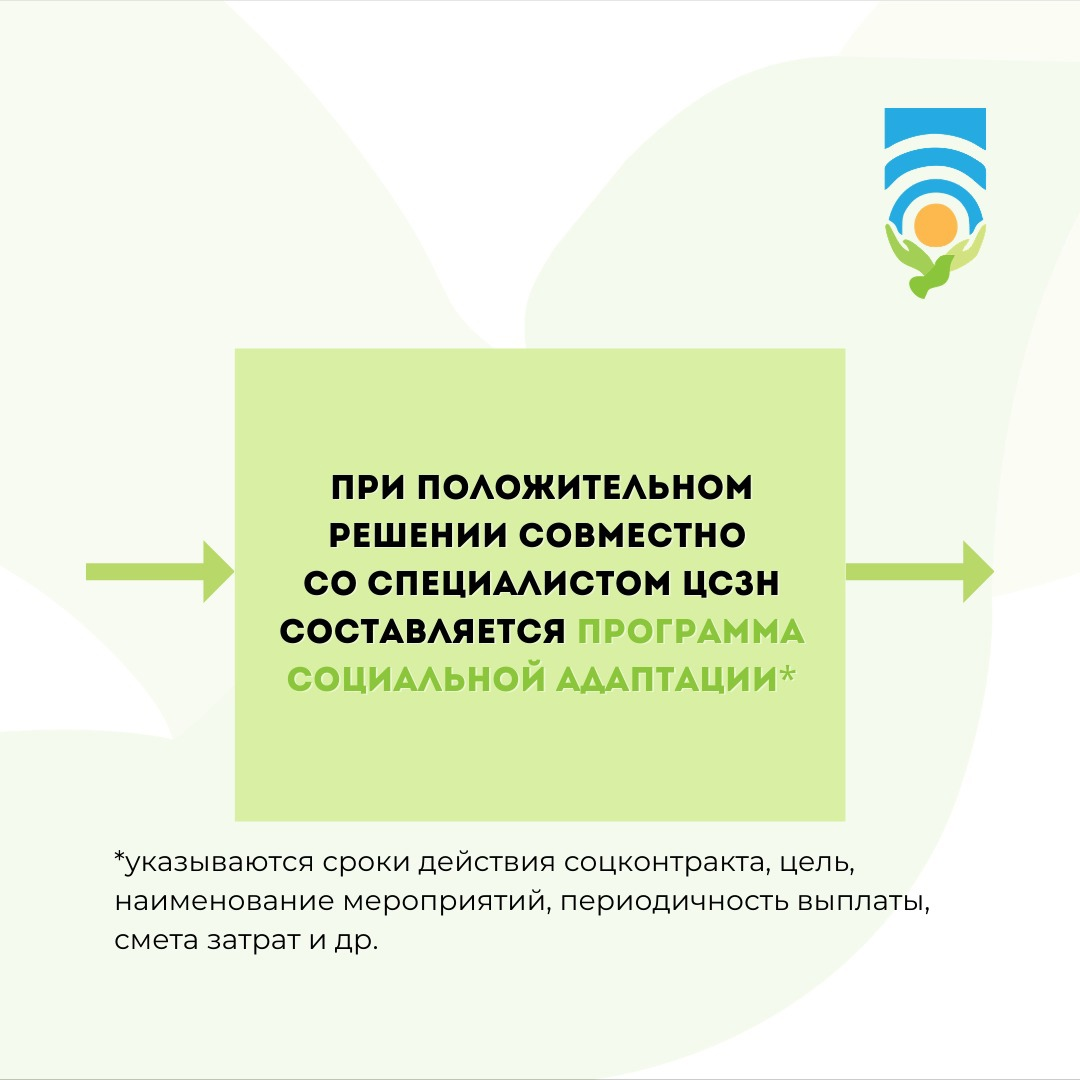 ПРИ ПОЛОЖИТЕЛЬНОМ
РЕШЕНИИ СОВМЕСТНО
СО СПЕЦИАЛИСТОМ ЦСЗН
СОСТАВЛЯЕТСЯ ПРОГРАММА
СОЦИАЛЬНОЙ АДАПТАЦИИ*
*указываются сроки действия соцконтракта, цель,
наименование мероприятий, периодичность выплаты,
смета затрат и др.